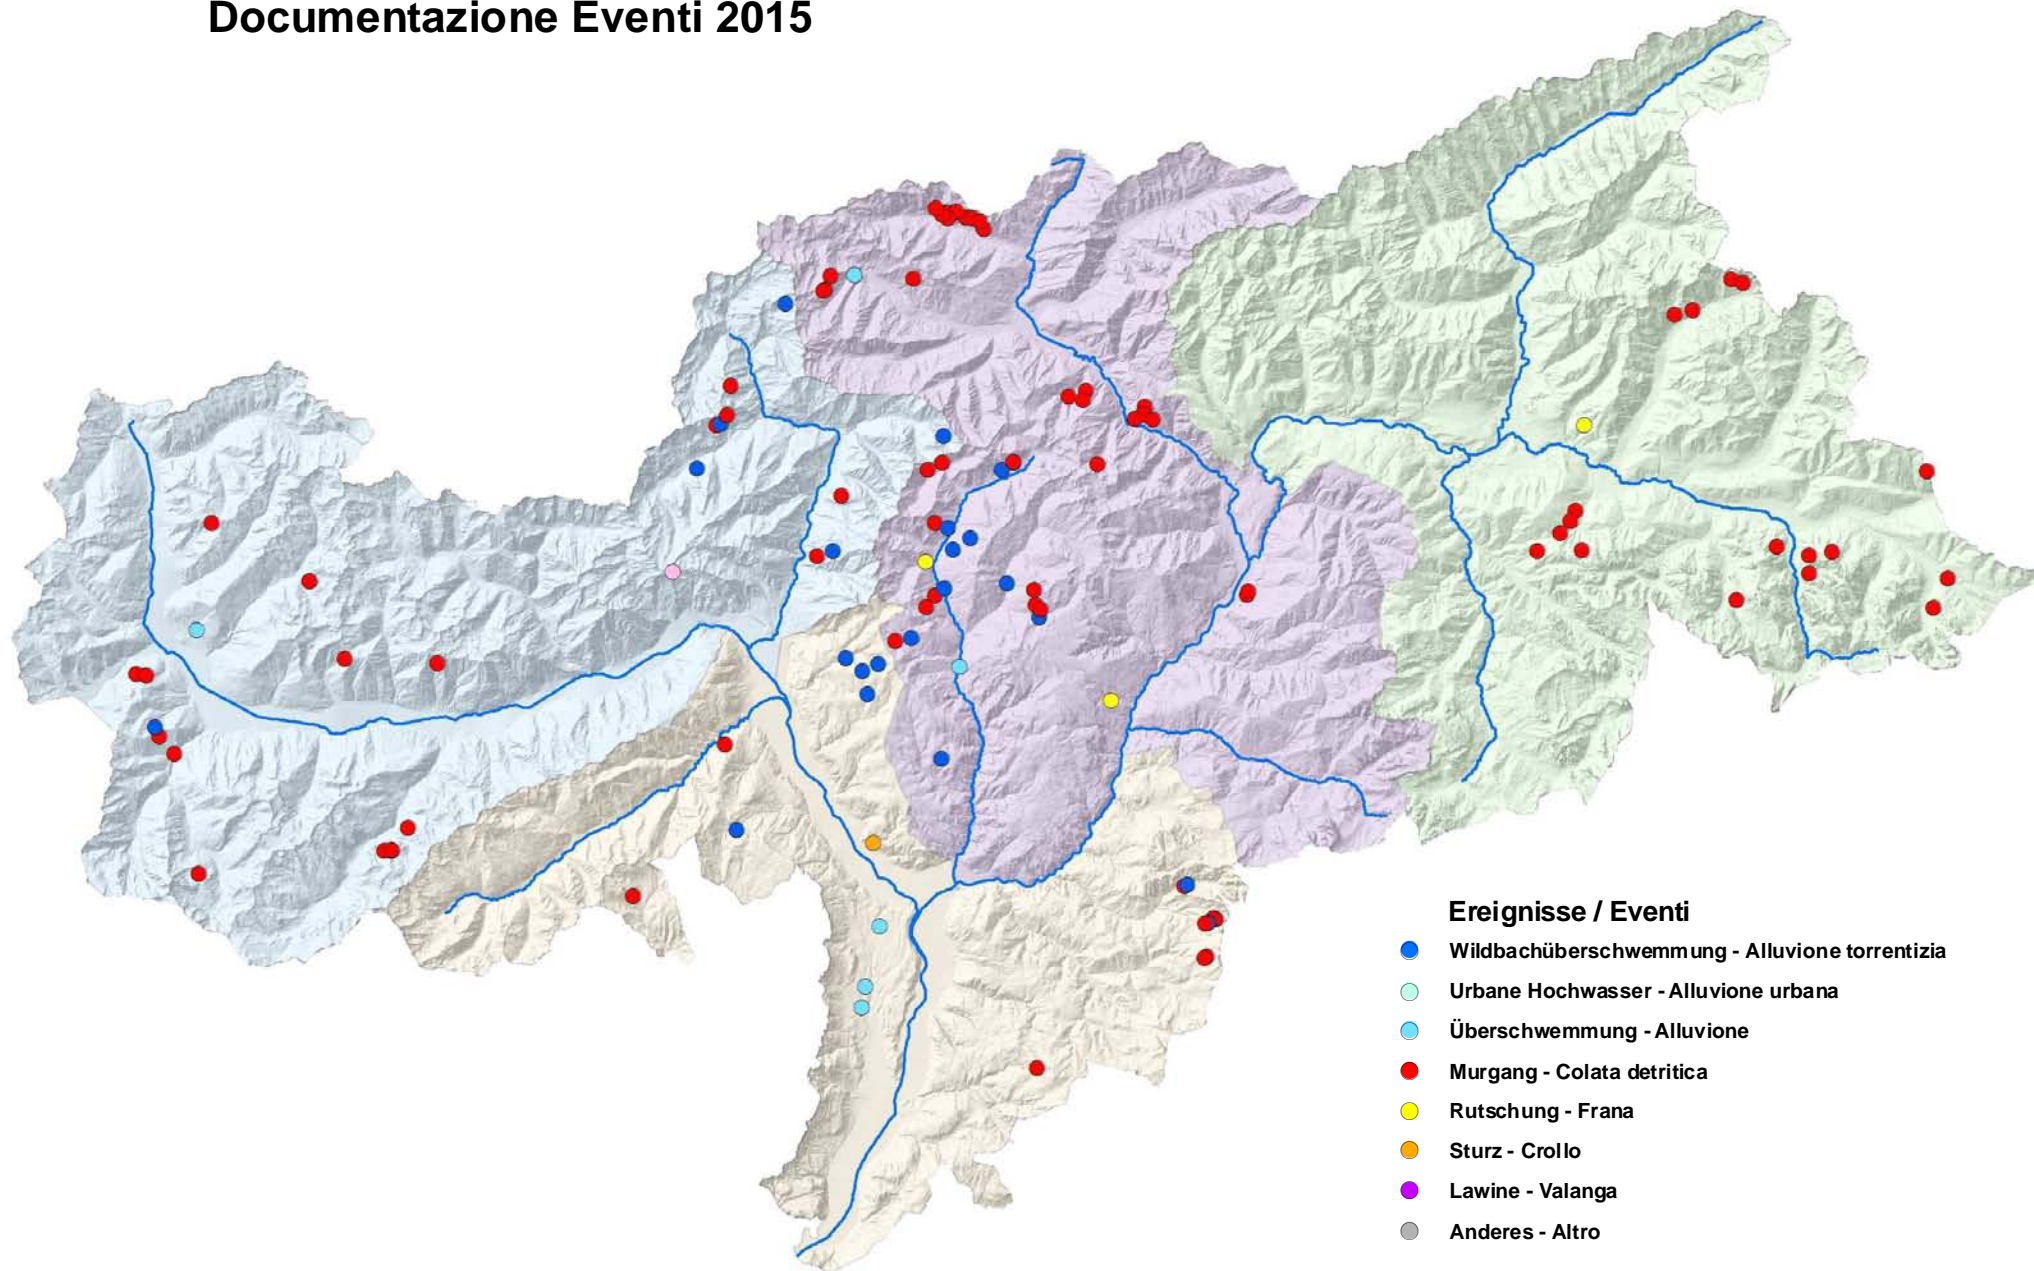 Documentazione Eventi 2015
Ereignisse / Eventi
Wildbachüberschwemmung - Alluvione torrentizia
Urbane Hochwasser - Alluvione urbana
Überschwemmung - Alluvione
Murgang - Colata detritica
Rutschung - Frana
Sturz - Crollo
Lawine - Valanga
Anderes - Altro